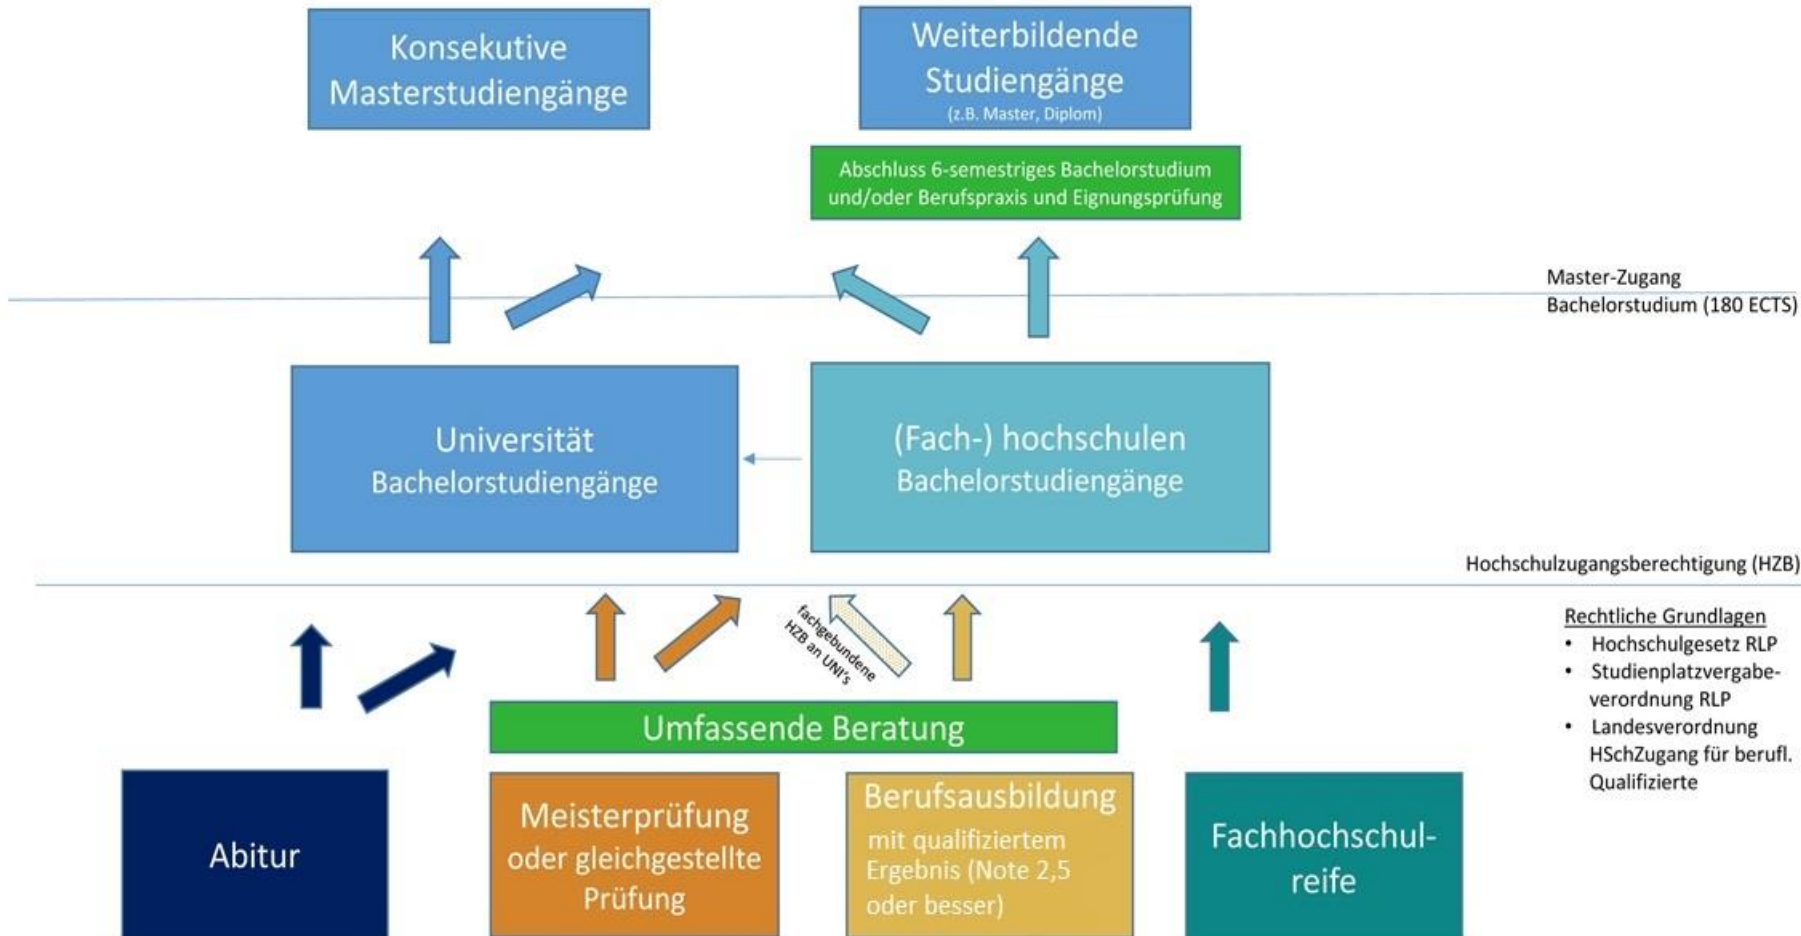 Konsekutive
Masterstudiengänge
Weiterbildende
Studiengänge
(z.B. Master, Diplom)
Abschluss 6-semestriges Bachelorstudium
und/oder Berufspraxis und Eignungsprüfung
Master-Zugang
Bachelorstudium (180 ECTS)
Universität
Bachelorstudiengänge
(Fach-) hochschulen
Bachelorstudiengänge
Hochschulzugangsberechtigung (HZB)
fachgebundene
HZB an UNI's
Rechtliche Grundlagen
• Hochschulgesetz RLP
• Studienplatzvergabe-
verordnung RLP
• Landesverordnung
HSchZugang für berufl.
Qualifizierte
Umfassende Beratung
Abitur
Meisterprüfung
oder gleichgestellte
Prüfung
Berufsausbildung
mit qualifiziertem
Ergebnis (Note 2,5
oder besser)
Fachhochschul-
reife